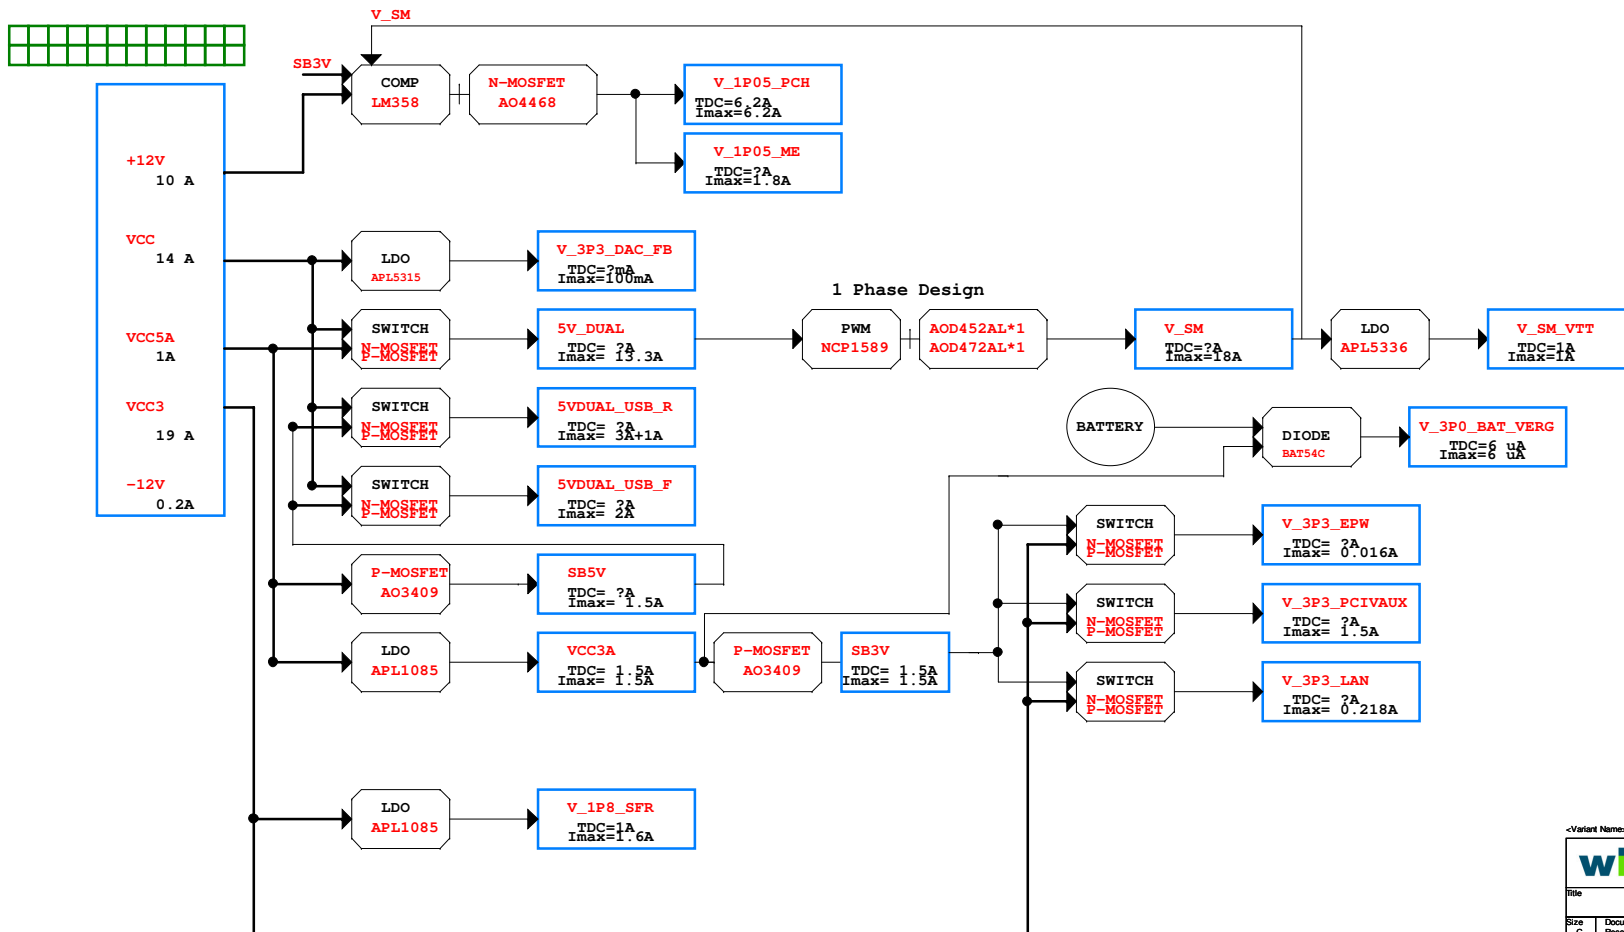 V_SM
SB3V
COMP
LM358
N-MOSFET
AO4468
V_1P05_PCH
TDC=6.2A
Imax=6.2A
V_1P05_ME
TDC=?A
Imax=1.8A
+12V
10 A
VCC
14 A
VCC5A
1A
VCC3
19 A
-12V
0.2A
LDO
APL5315
V_3P3_DAC_FB
TDC=?mA
Imax=100mA
1 Phase Design
SWITCH
N-MOSFET
P-MOSFET
5V_DUAL
TDC= ?A
Imax= 13.3A
PWM
NCP1589
AOD452AL*1
AOD472AL*1
V_SM
TDC=?A
Imax=18A
LDO
APL5336
V_SM_VTT
TDC=1A
Imax=1A
SWITCH
N-MOSFET
P-MOSFET
5VDUAL_USB_R
TDC= ?A
Imax= 3A+1A
BATTERY
DIODE
BAT54C
V_3P0_BAT_VERG
TDC=6 uA
Imax=6 uA
SWITCH
N-MOSFET
P-MOSFET
5VDUAL_USB_F
TDC= ?A
Imax= 2A
SWITCH
N-MOSFET
P-MOSFET
V_3P3_EPW
TDC= ?A
Imax= 0.016A
P-MOSFET
AO3409
SB5V
TDC= ?A
Imax= 1.5A
SWITCH
N-MOSFET
P-MOSFET
V_3P3_PCIVAUX
TDC= ?A
Imax= 1.5A
LDO
APL1085
VCC3A
TDC= 1.5A
Imax= 1.5A
P-MOSFET
AO3409
SB3V
TDC= 1.5A
Imax= 1.5A
SWITCH
N-MOSFET
P-MOSFET
V_3P3_LAN
TDC= ?A
Imax= 0.218A
LDO
APL1085
V_1P8_SFR
TDC=1A
Imax=1.6A
<Variant Name>
wi
Title
Size
Docu